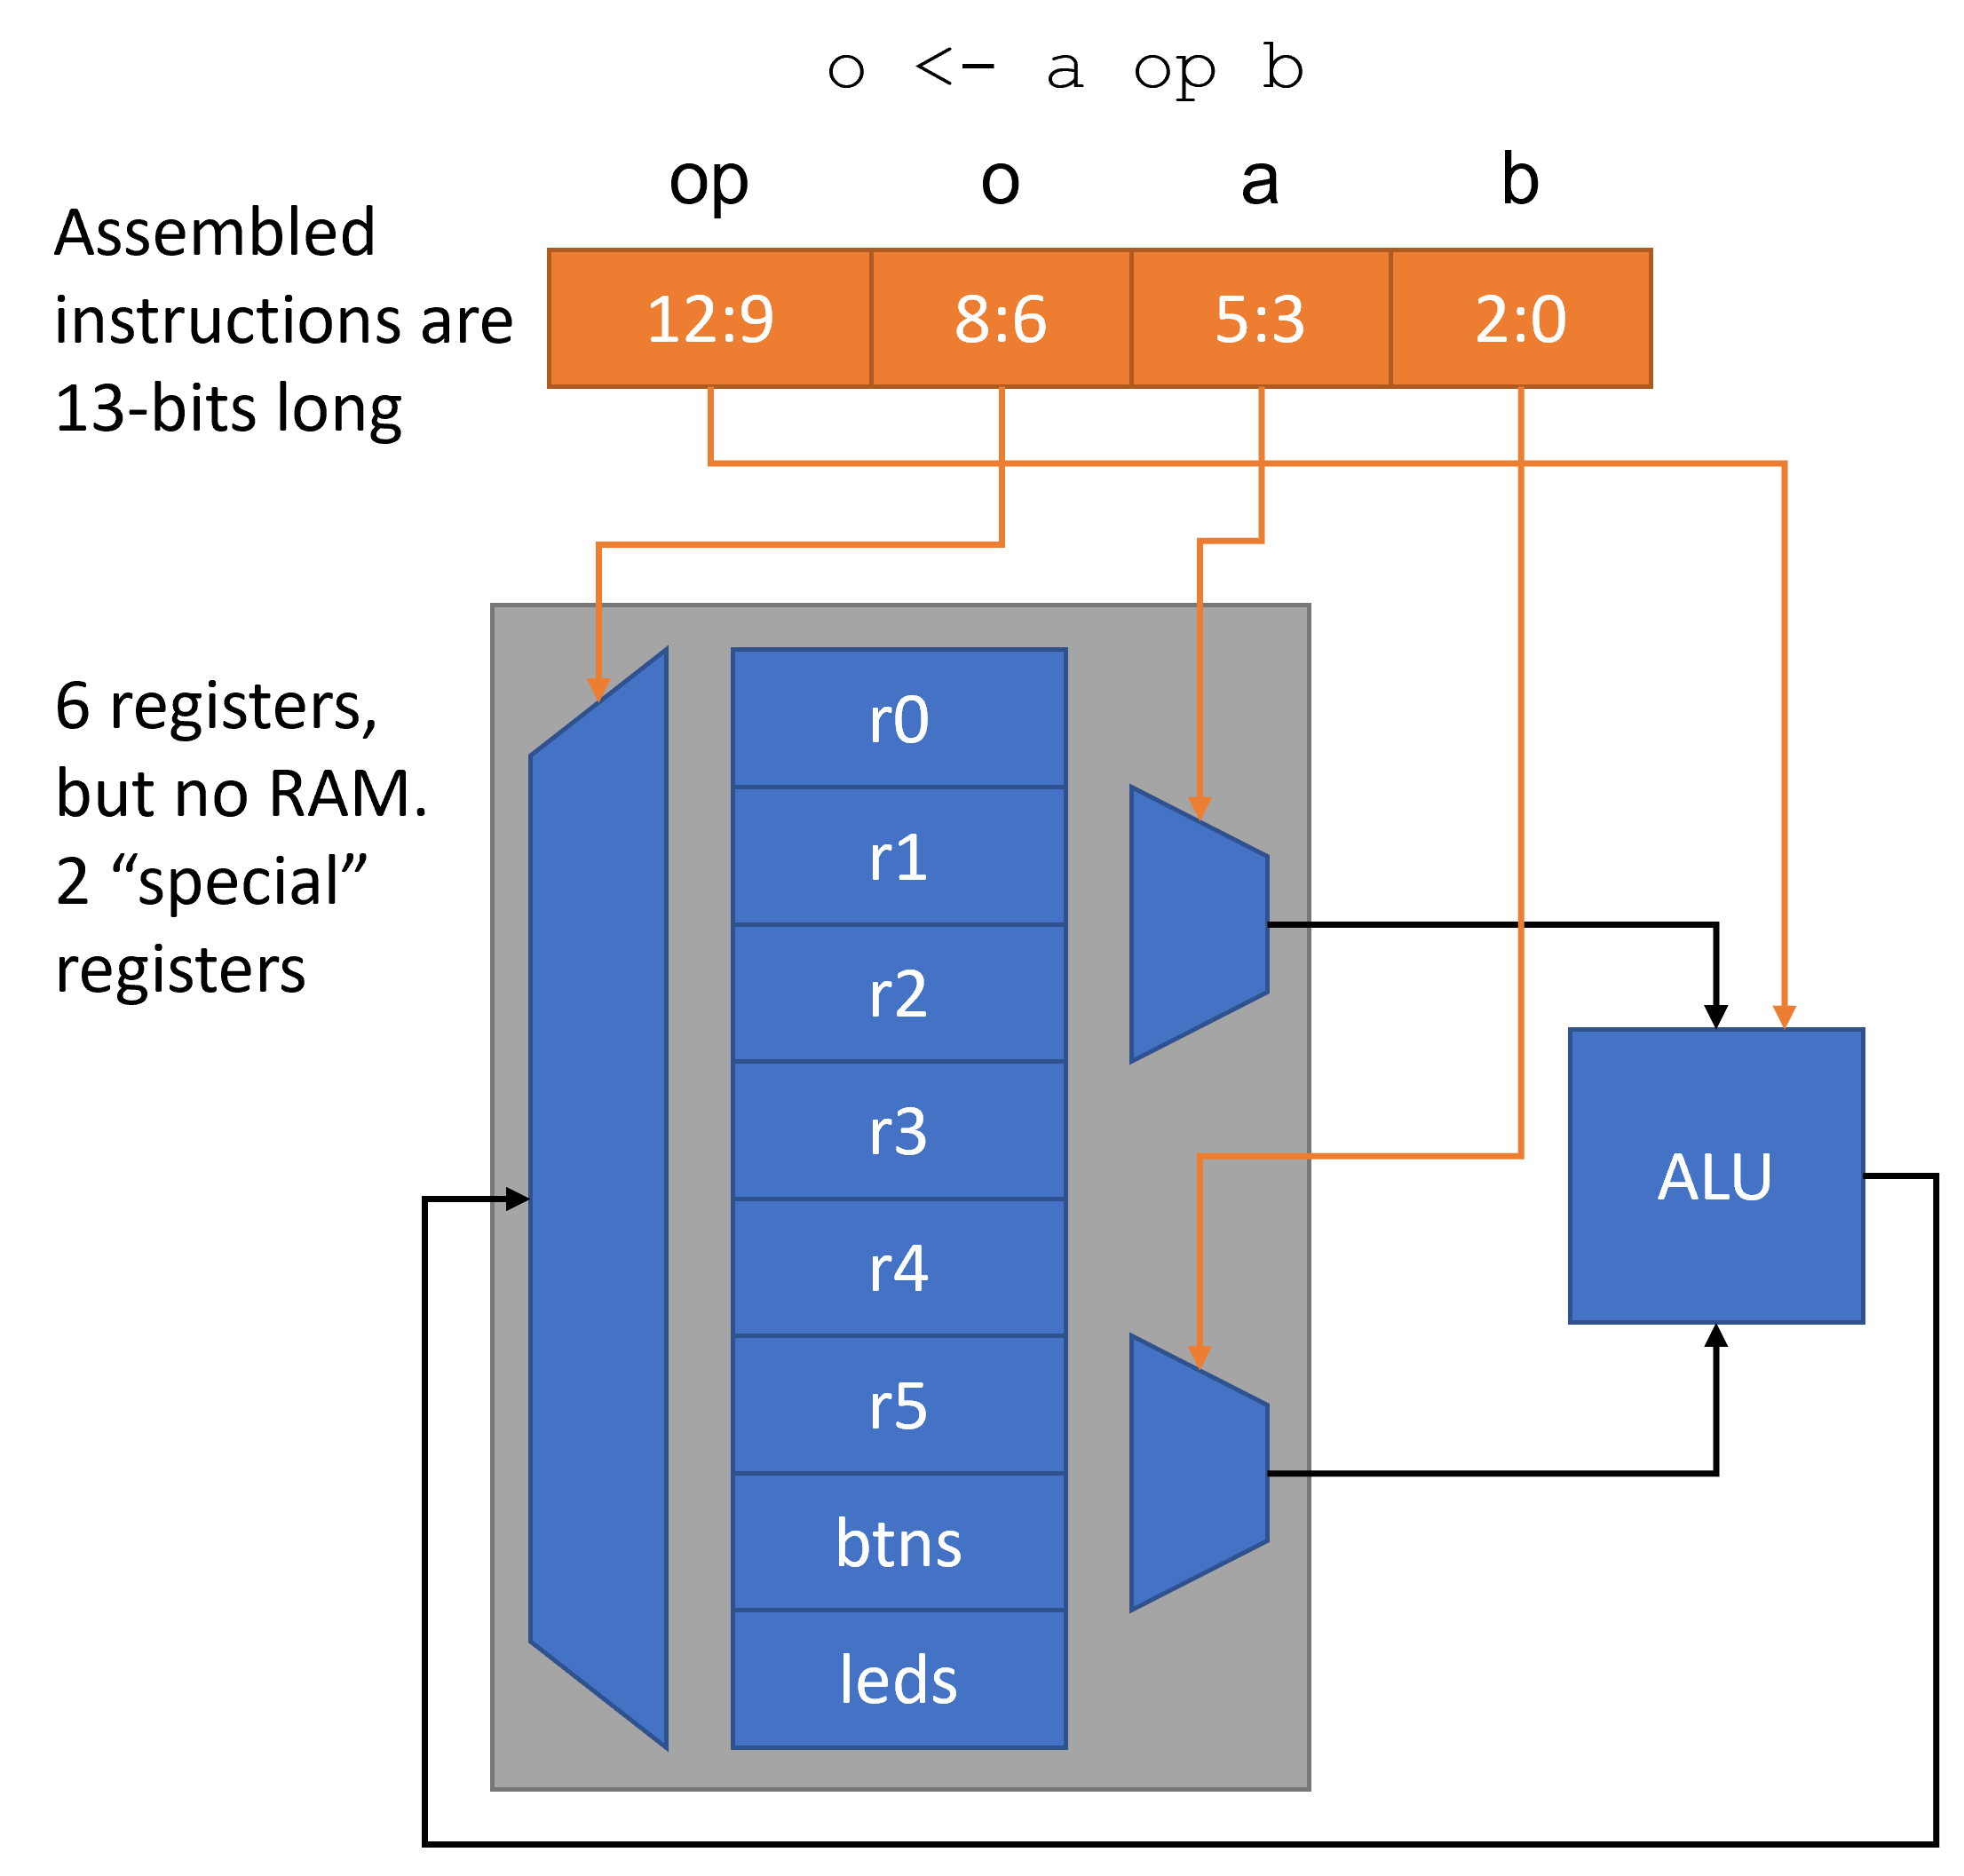 o <- a op b
op o a b
Assembled
instructions are
13-bits long
12:9 8:6 5:3 2:0
6 registers,
but no RAM.
2 “special”
registers
r0
r1
r2
r3
r4
r5
btns
leds
ALU